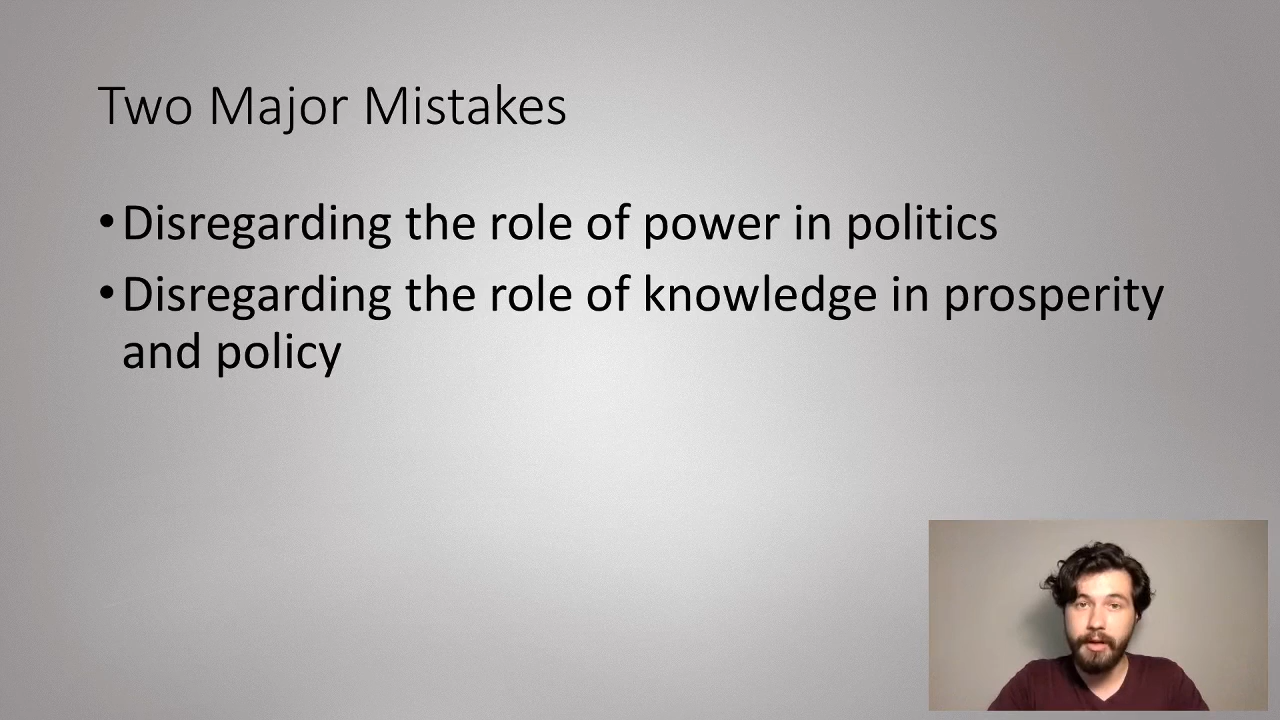 Two Major Mistakes
•Disregarding the role of power in politics
•Disregarding the role of knowledge in prosperity
and policy